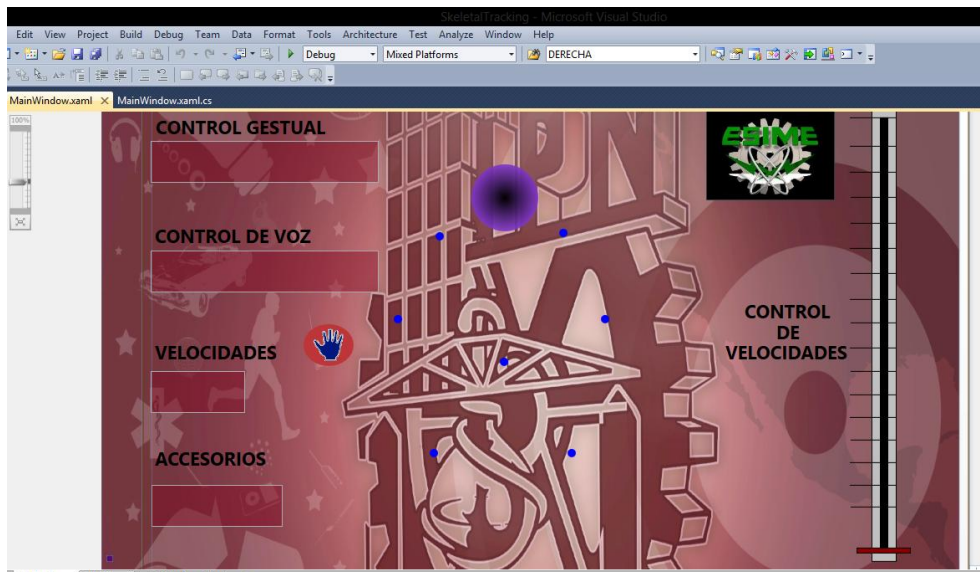 SkeletalTracking - Microsoft Visual Studio
Edit View Project Build Debug Team Data Format Tools Architecture Test Analyze Window Help
Debug Mixed Platforms DERECHA
MainWindow.xaml MainWindow.xaml.cs
100%
CONTROL GESTUAL
ESIME
CONTROL DE VOZ
CONTROL
DE
VELOCIDADES
VELOCIDADES
ACCESORIOS